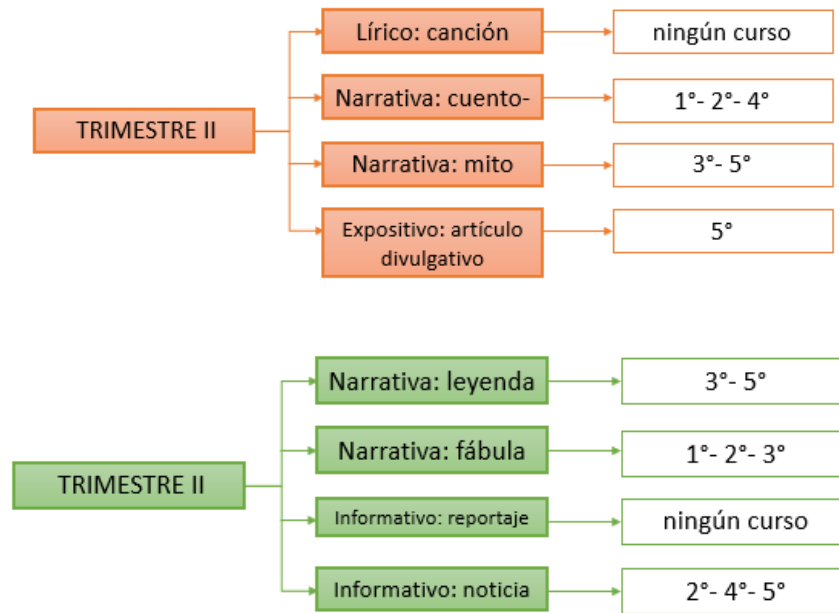 Lírico: canción
ningún curso
Narrativa: cuento-
1°- 2°- 4°
TRIMESTRE II
Narrativa: mito
3°- 5°
Expositivo: artículo
divulgativo
5°
Narrativa: leyenda
3°- 5°
Narrativa: fábula
1°- 2°- 3°
TRIMESTRE II
Informativo: reportaje
ningún curso
Informativo: noticia
2°- 4°- 5°